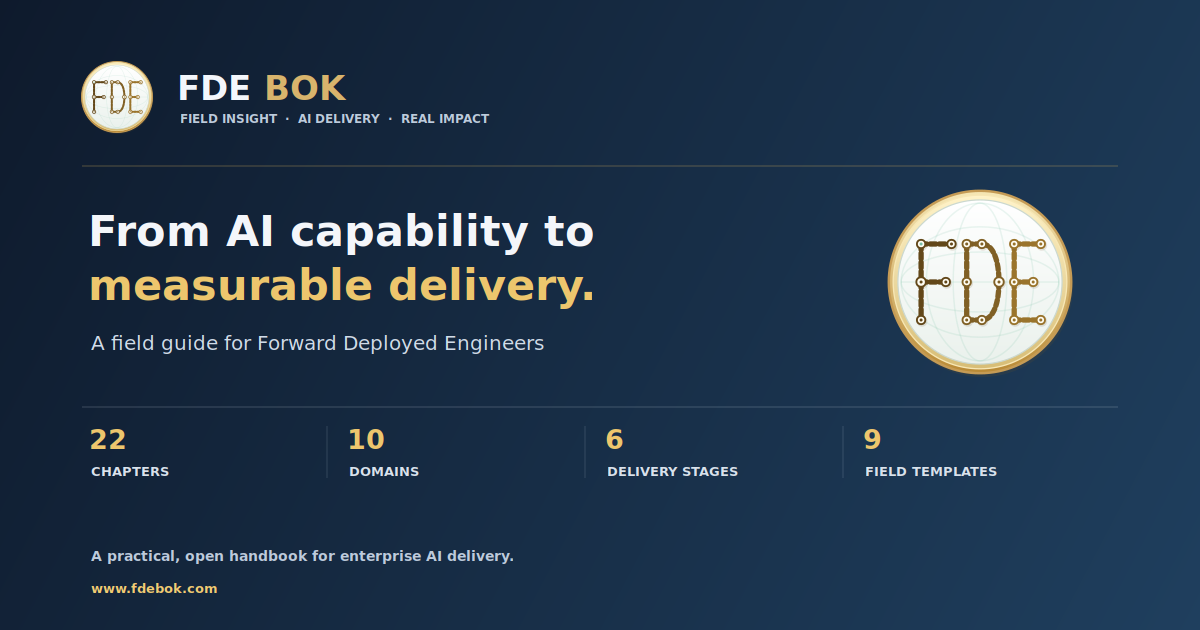 FDE
FDE BOK
FIELD INSIGHT · AI DELIVERY · REAL IMPACT
From AI capability to
measurable delivery.
A field guide for Forward Deployed Engineers
FDE
22
CHAPTERS
10
DOMAINS
6
DELIVERY STAGES
9
FIELD TEMPLATES
A practical, open handbook for enterprise AI delivery.
www.fdebok.com